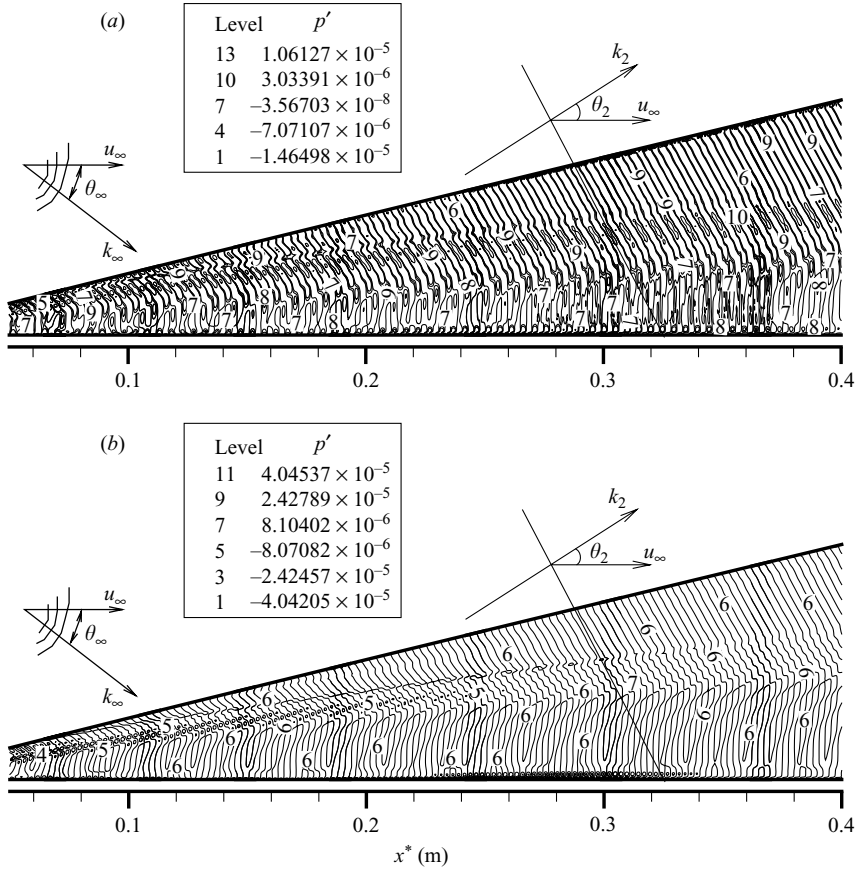 (a)
Level p′
13 1.06127 × 10⁻⁵
10 3.03391 × 10⁻⁶
7 –3.56703 × 10⁻⁸
4 –7.07107 × 10⁻⁶
1 –1.46498 × 10⁻⁵
k₂
θ₂
u∞
u∞
θ∞
k∞
0.1 0.2 0.3 0.4
(b)
Level p′
11 4.04537 × 10⁻⁵
9 2.42789 × 10⁻⁵
7 8.10402 × 10⁻⁶
5 –8.07082 × 10⁻⁶
3 –2.42457 × 10⁻⁵
1 –4.04205 × 10⁻⁵
k₂
θ₂
u∞
u∞
θ∞
k∞
0.1 0.2 0.3 0.4
x* (m)